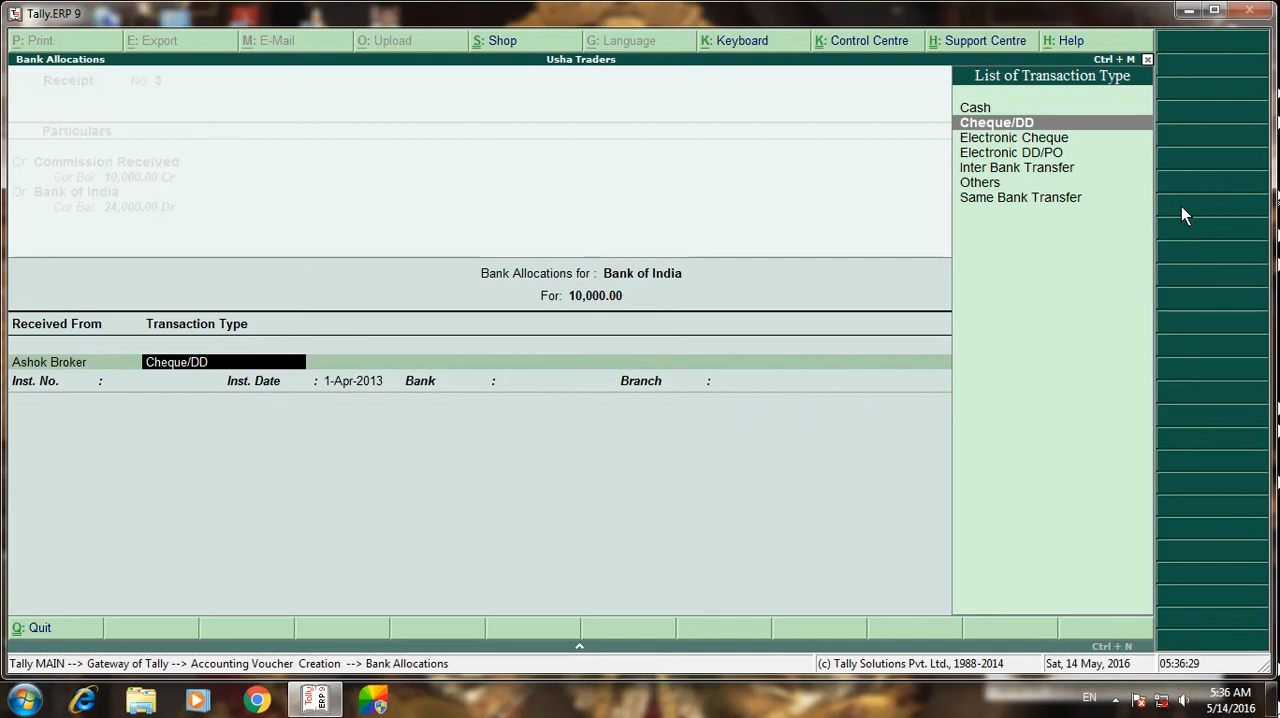 Tally.ERP 9
P: Print E: Export M: E-Mail O: Upload S: Shop G: Language K: Keyboard K: Control Centre H: Support Centre H: Help
Bank Allocations Usha Traders Ctrl + M
Receipt No 3
Particulars
Cr Commission Received
Cur Bal: 10,000.00 Cr
Dr Bank of India
Cur Bal: 24,000.00 Dr
List of Transaction Type
Cash
Cheque/DD
Electronic Cheque
Electronic DD/PO
Inter Bank Transfer
Others
Same Bank Transfer
Bank Allocations for : Bank of India
For: 10,000.00
Received From Transaction Type
Ashok Broker Cheque/DD
Inst. No. : Inst. Date : 1-Apr-2013 Bank : Branch :
Q: Quit
Ctrl + N
Tally MAIN --> Gateway of Tally --> Accounting Voucher Creation --> Bank Allocations (c) Tally Solutions Pvt. Ltd., 1988-2014 Sat, 14 May, 2016 05:36:29
EN 5:36 AM
5/14/2016